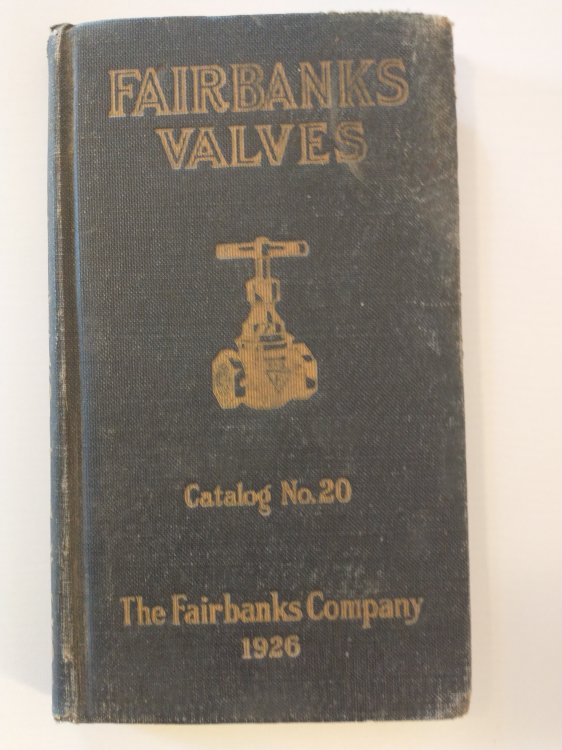 FAIRBANKS
VALVES
Catalog No. 20
The Fairbanks Company
1926